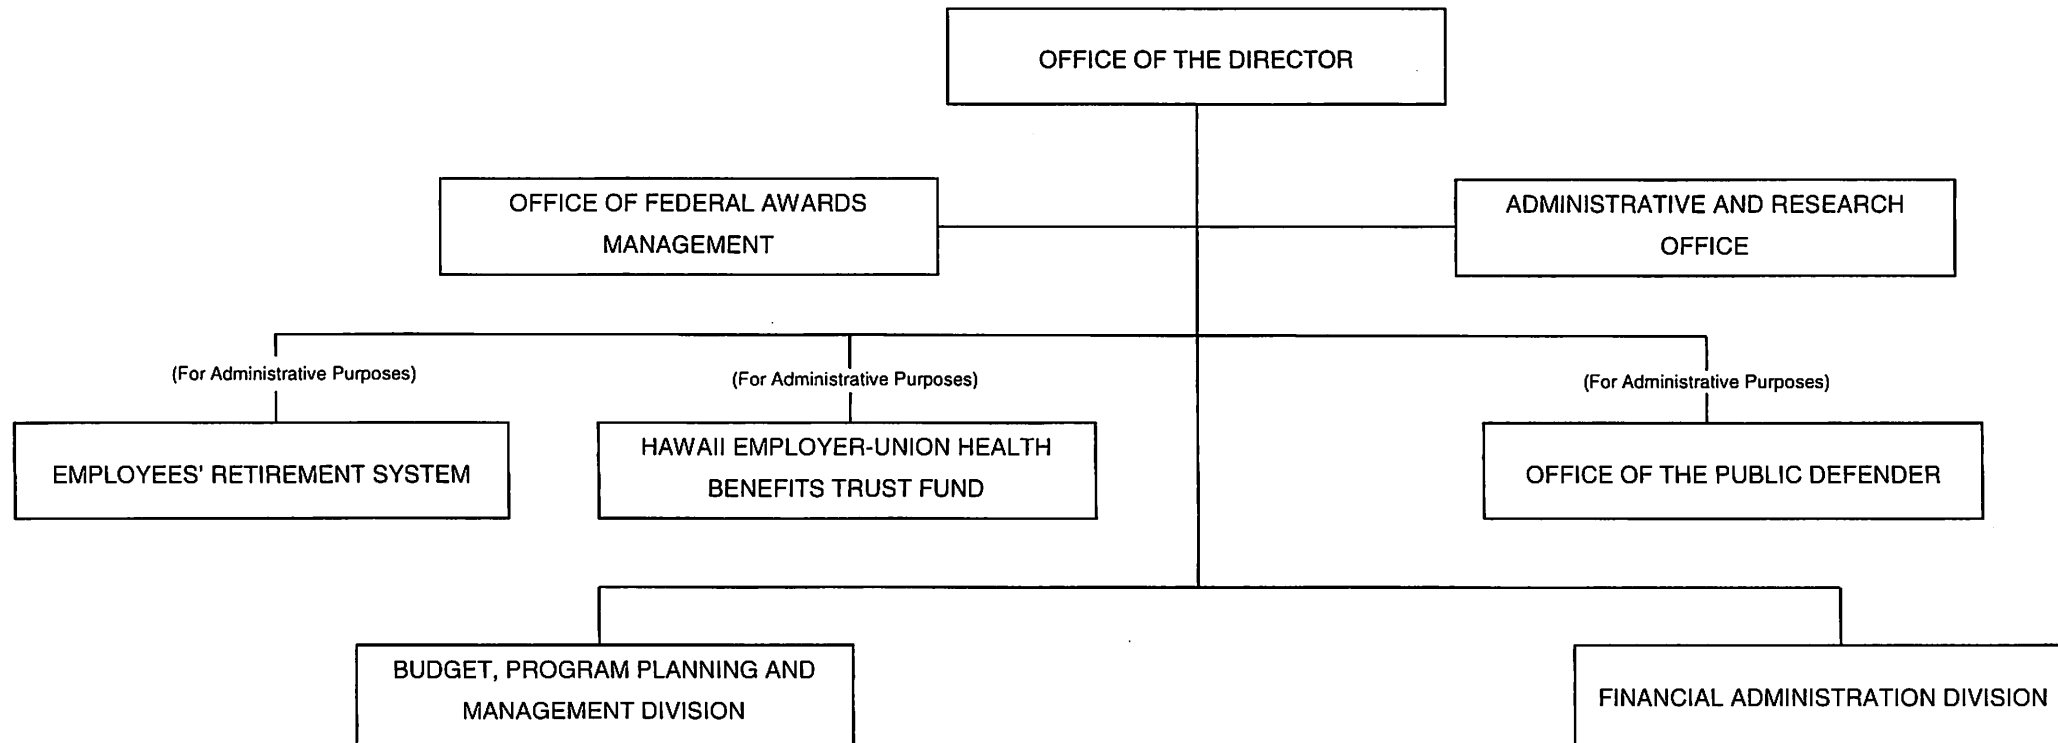 OFFICE OF THE DIRECTOR
OFFICE OF FEDERAL AWARDS
MANAGEMENT
ADMINISTRATIVE AND RESEARCH
OFFICE
(For Administrative Purposes)
(For Administrative Purposes)
(For Administrative Purposes)
EMPLOYEES' RETIREMENT SYSTEM
HAWAII EMPLOYER-UNION HEALTH
BENEFITS TRUST FUND
OFFICE OF THE PUBLIC DEFENDER
BUDGET, PROGRAM PLANNING AND
MANAGEMENT DIVISION
FINANCIAL ADMINISTRATION DIVISION